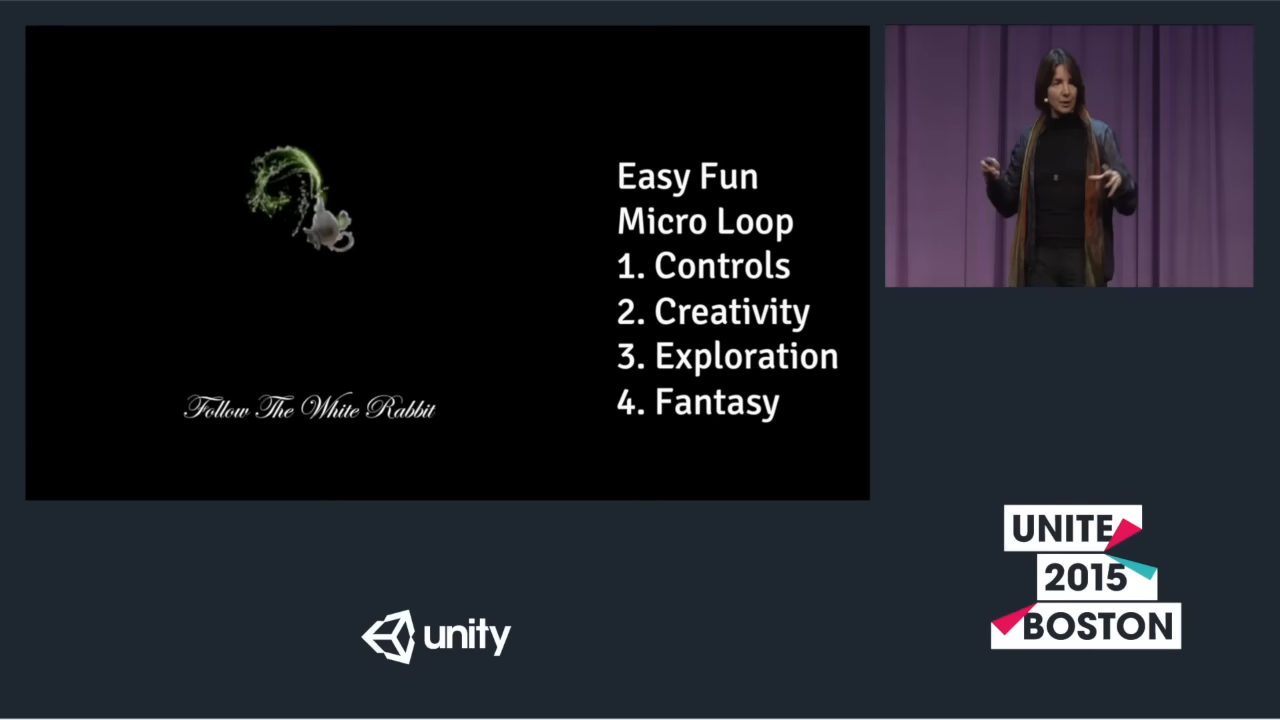 Easy Fun
Micro Loop
1. Controls
2. Creativity
3. Exploration
4. Fantasy
Follow The White Rabbit
unity
UNITE
2015
BOSTON